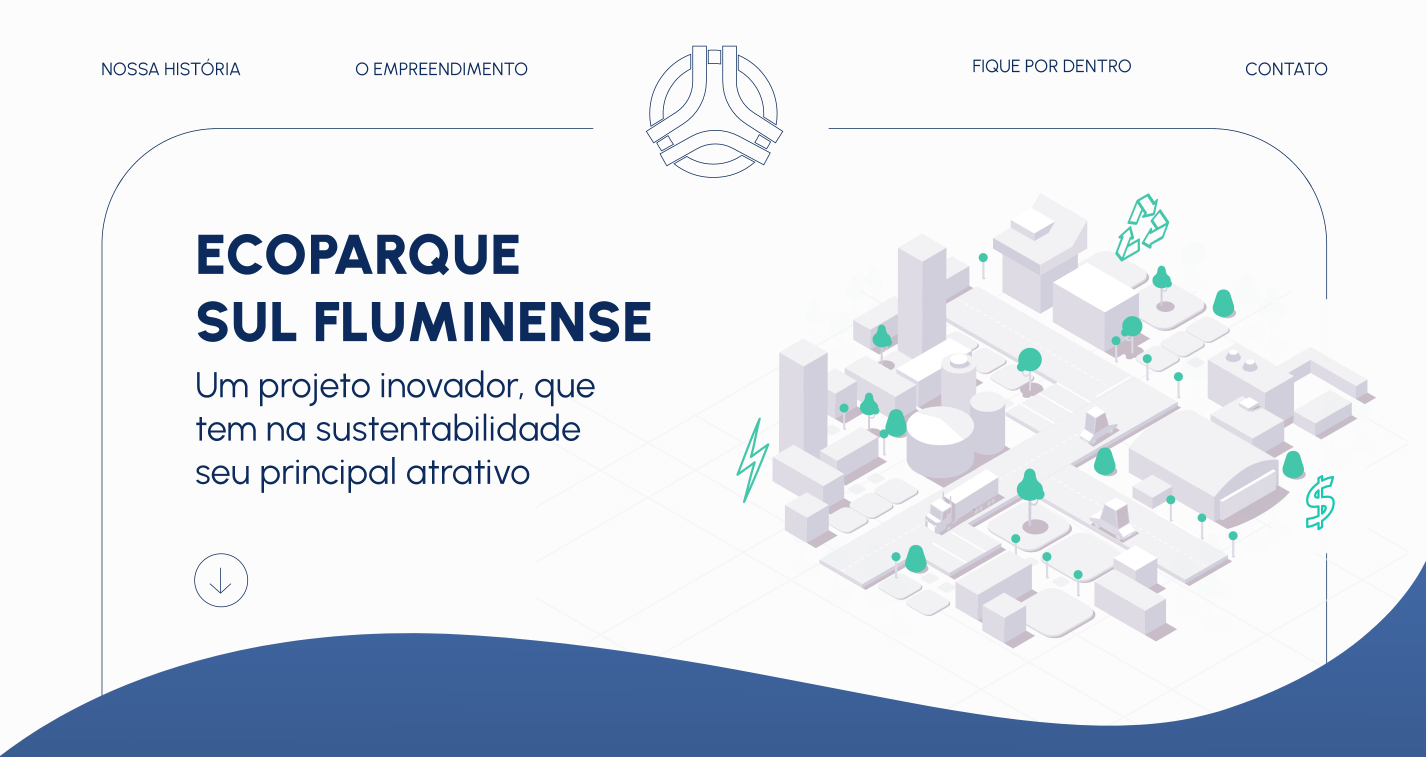 NOSSA HISTÓRIA
O EMPREENDIMENTO
FIQUE POR DENTRO
CONTATO
ECOPARQUE
SUL FLUMINENSE
Um projeto inovador, que
tem na sustentabilidade
seu principal atrativo
$